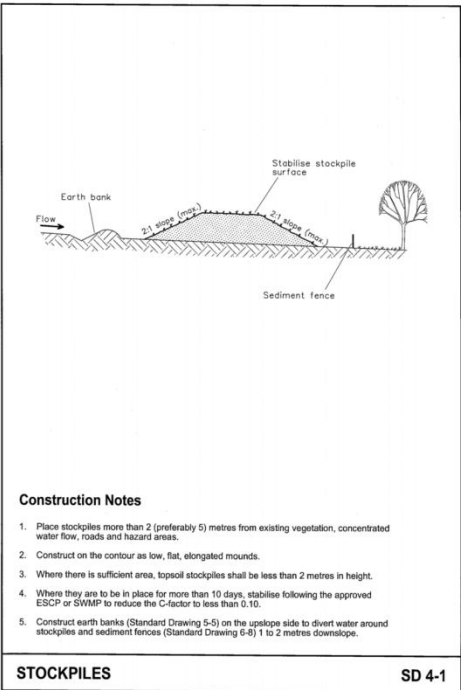 Stabilise stockpile
surface
Earth bank
Flow
2:1 slope (max.)
2:1 slope (max.)
Sediment fence
Construction Notes
1. Place stockpiles more than 2 (preferably 5) metres from existing vegetation, concentrated
water flow, roads and hazard areas.
2. Construct on the contour as low, flat, elongated mounds.
3. Where there is sufficient area, topsoil stockpiles shall be less than 2 metres in height.
4. Where they are to be in place for more than 10 days, stabilise following the approved
ESCP or SWMP to reduce the C-factor to less than 0.10.
5. Construct earth banks (Standard Drawing 5-5) on the upslope side to divert water around
stockpiles and sediment fences (Standard Drawing 6-8) 1 to 2 metres downslope.
STOCKPILES SD 4-1